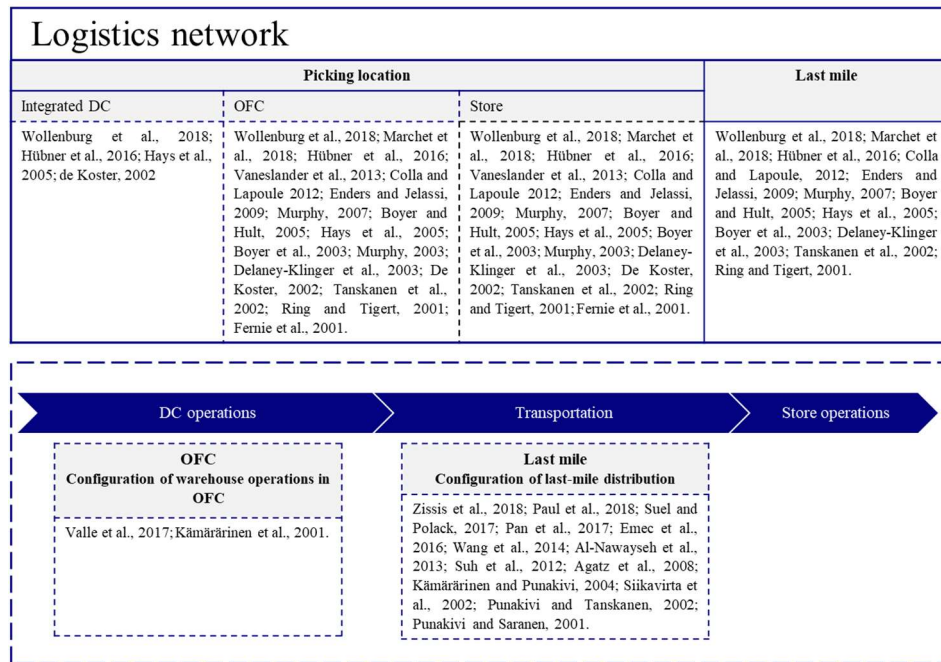 Logistics network
Picking location
Last mile
Integrated DC
OFC
Store
Wollenburg et al., 2018;
Hübner et al., 2016; Hays et al.,
2005; de Koster, 2002
Wollenburg et al., 2018; Marchet
et al., 2018; Hübner et al., 2016;
Vaneslander et al., 2013; Colla
and Lapoule 2012; Enders and
Jelassi, 2009; Murphy, 2007;
Boyer and Hult, 2005; Hays et
al., 2005; Boyer et al., 2003;
Murphy, 2003; Delaney-Klinger
et al., 2003; De Koster, 2002;
Tanskanen et al., 2002; Ring
and Tigert, 2001; Fernie et al.,
2001.
Wollenburg et al., 2018; Marchet
et al., 2018; Hübner et al., 2016;
Vaneslander et al., 2013; Colla and
Lapoule 2012; Enders and Jelassi,
2009; Murphy, 2007; Boyer and
Hult, 2005; Hays et al., 2005; Boyer
et al., 2003; Murphy, 2003; Delaney-
Klinger et al., 2003; De Koster,
2002; Tanskanen et al., 2002; Ring
and Tigert, 2001; Fernie et al., 2001.
Wollenburg et al., 2018; Marchet
et al., 2018; Hübner et al., 2016; Colla
and Lapoule, 2012; Enders and
Jelassi, 2009; Murphy, 2007; Boyer
and Hult, 2005; Hays et al., 2005;
Boyer et al., 2003; Delaney-Klinger
et al., 2003; Tanskanen et al., 2002;
Ring and Tigert, 2001.
DC operations
Transportation
Store operations
OFC
Configuration of warehouse operations in
OFC
Valle et al., 2017; Kämärärinen et al., 2001.
Last mile
Configuration of last-mile distribution
Zissis et al., 2018; Paul et al., 2018; Suel and
Polack, 2017; Pan et al., 2017; Emec et al.,
2016; Wang et al., 2014; Al-Nawayseh et al.,
2013; Suh et al., 2012; Agatz et al., 2008;
Kämärärinen and Punakivi, 2004; Siikavirta et
al., 2002; Punakivi and Tanskanen, 2002;
Punakivi and Saranen, 2001.